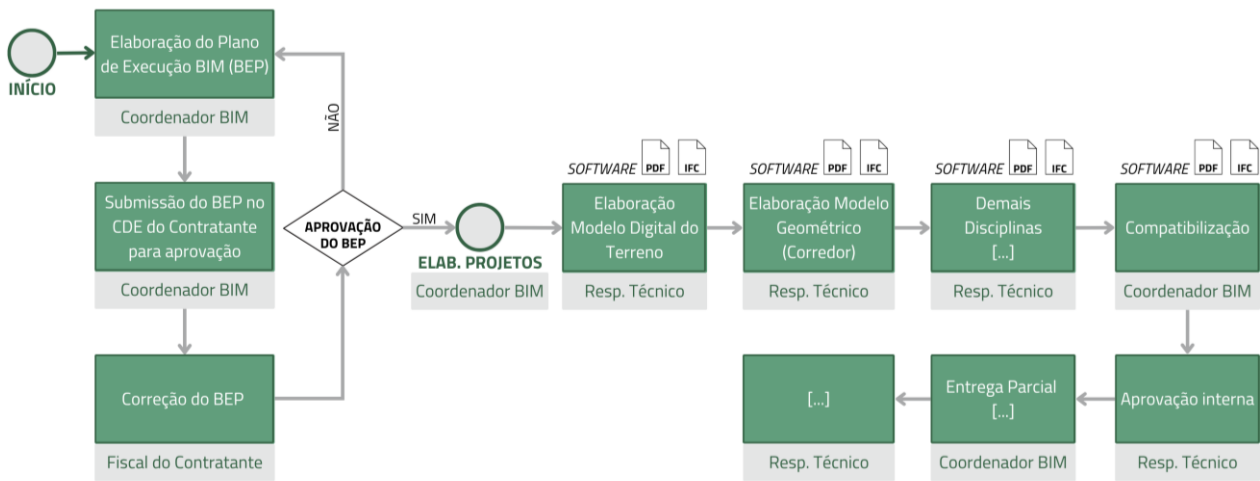 INÍCIO
Elaboração do Plano
de Execução BIM (BEP)
Coordenador BIM
Submissão do BEP no
CDE do Contratante
para aprovação
Coordenador BIM
Correção do BEP
Fiscal do Contratante
NÃO
APROVAÇÃO
DO BEP
SIM
ELAB. PROJETOS
Coordenador BIM
SOFTWARE PDF IFC
Elaboração
Modelo Digital do
Terreno
Resp. Técnico
SOFTWARE PDF IFC
Elaboração Modelo
Geométrico
(Corredor)
Resp. Técnico
SOFTWARE PDF IFC
Demais
Disciplinas
[...]
Resp. Técnico
SOFTWARE PDF IFC
Compatibilização
Coordenador BIM
Aprovação interna
Resp. Técnico
Entrega Parcial
[...]
Coordenador BIM
[...]
Resp. Técnico